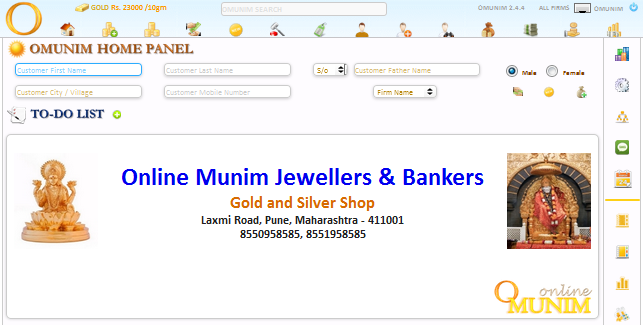 GOLD Rs. 23000 /10gm
OMUNIM SEARCH
OMUNIM 2.4.4
ALL FIRMS
OMUNIM
OMUNIM HOME PANEL
Customer First Name
Customer Last Name
S/o
Customer Father Name
Male
Female
Customer City / Village
Customer Mobile Number
Firm Name
TO-DO LIST
Online Munim Jewellers & Bankers
Gold and Silver Shop
Laxmi Road, Pune, Maharashtra - 411001
8550958585, 8551958585
online
MUNIM